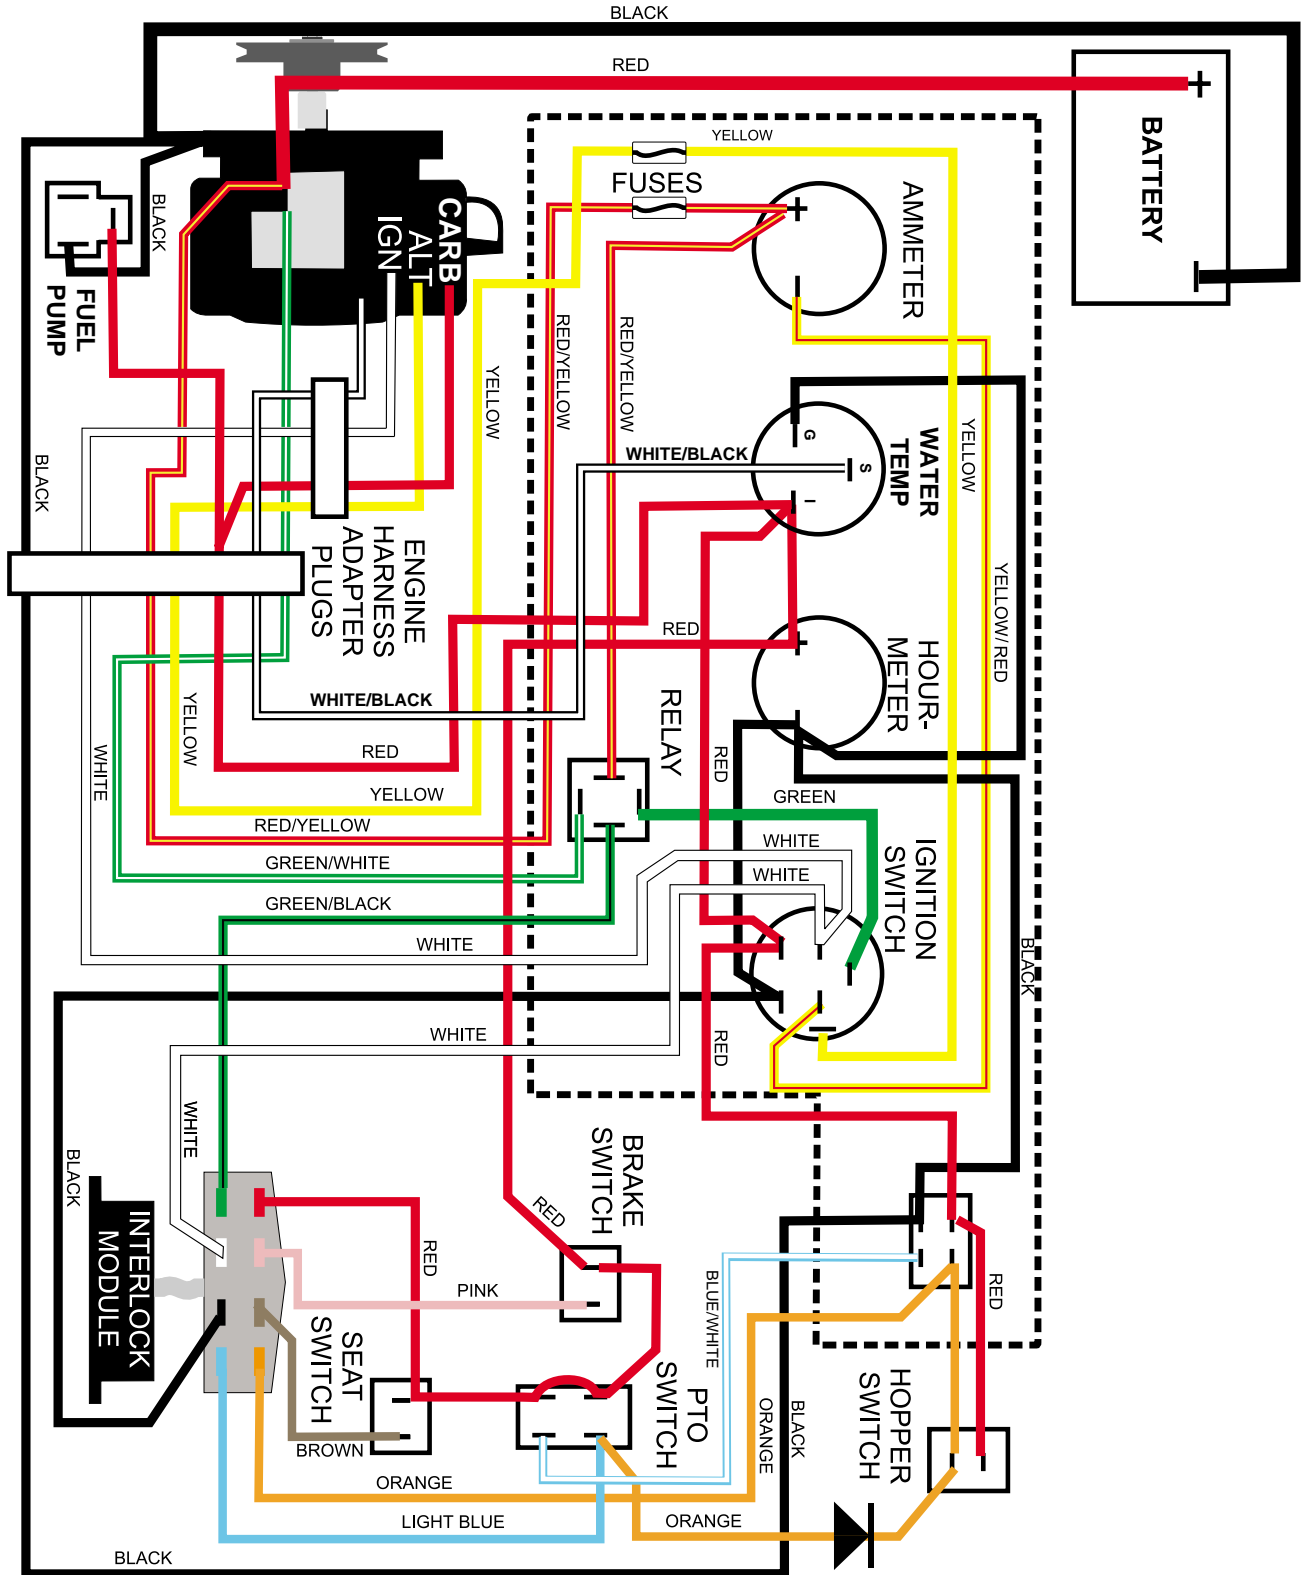 BLACK
RED
+
BATTERY
YELLOW
FUSES
AMMETER
+
BLACK
FUEL
PUMP
CARB
ALT
IGN
RED/YELLOW
RED/YELLOW
YELLOW
YELLOW
BLACK
WHITE/BLACK
G
S
I
WATER
TEMP
ENGINE
HARNESS
ADAPTER
PLUGS
YELLOW/RED
RED
+
HOUR-
METER
WHITE/BLACK
RELAY
YELLOW
WHITE
RED
RED
YELLOW
GREEN
RED/YELLOW
WHITE
GREEN/WHITE
WHITE
IGNITION
SWITCH
GREEN/BLACK
WHITE
BLACK
WHITE
RED
WHITE
BLACK
BRAKE
SWITCH
RED
INTERLOCK
MODULE
RED
PINK
BLUE/WHITE
RED
SEAT
SWITCH
PTO
SWITCH
HOPPER
SWITCH
BROWN
ORANGE
BLACK
ORANGE
LIGHT BLUE
ORANGE
BLACK